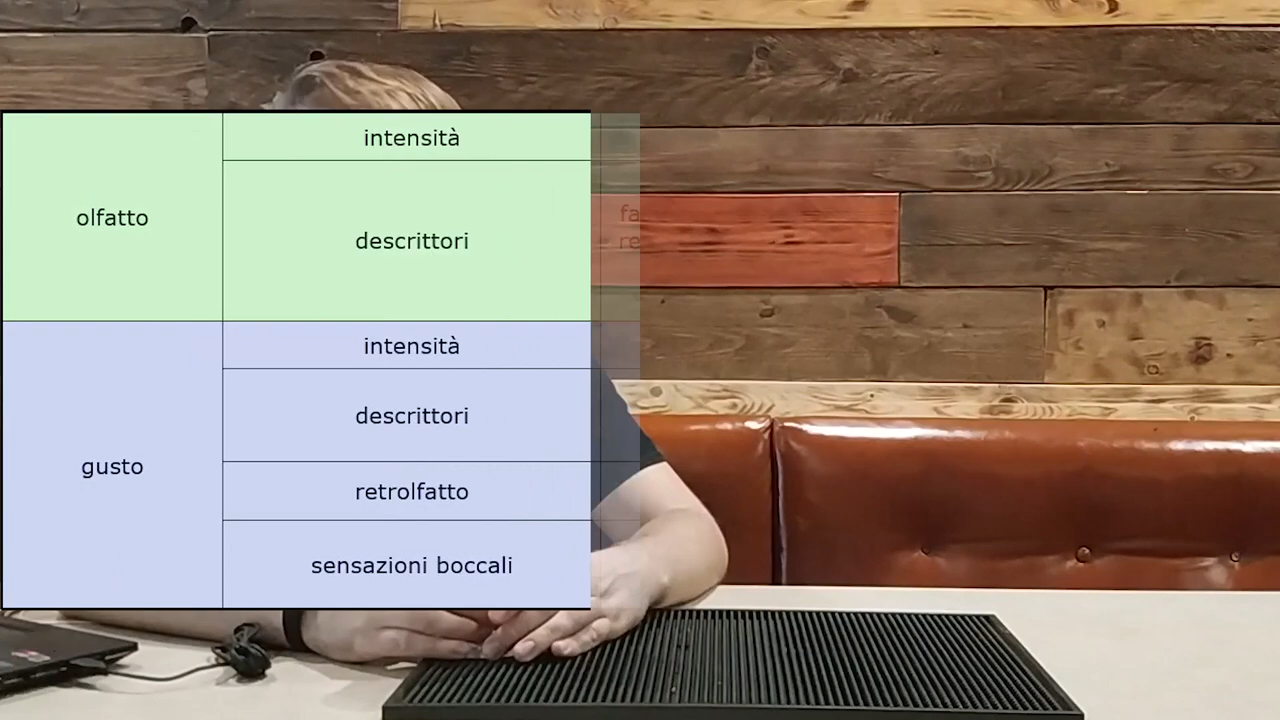 intensità
olfatto
descrittori
intensità
descrittori
gusto
retrolfatto
sensazioni boccali